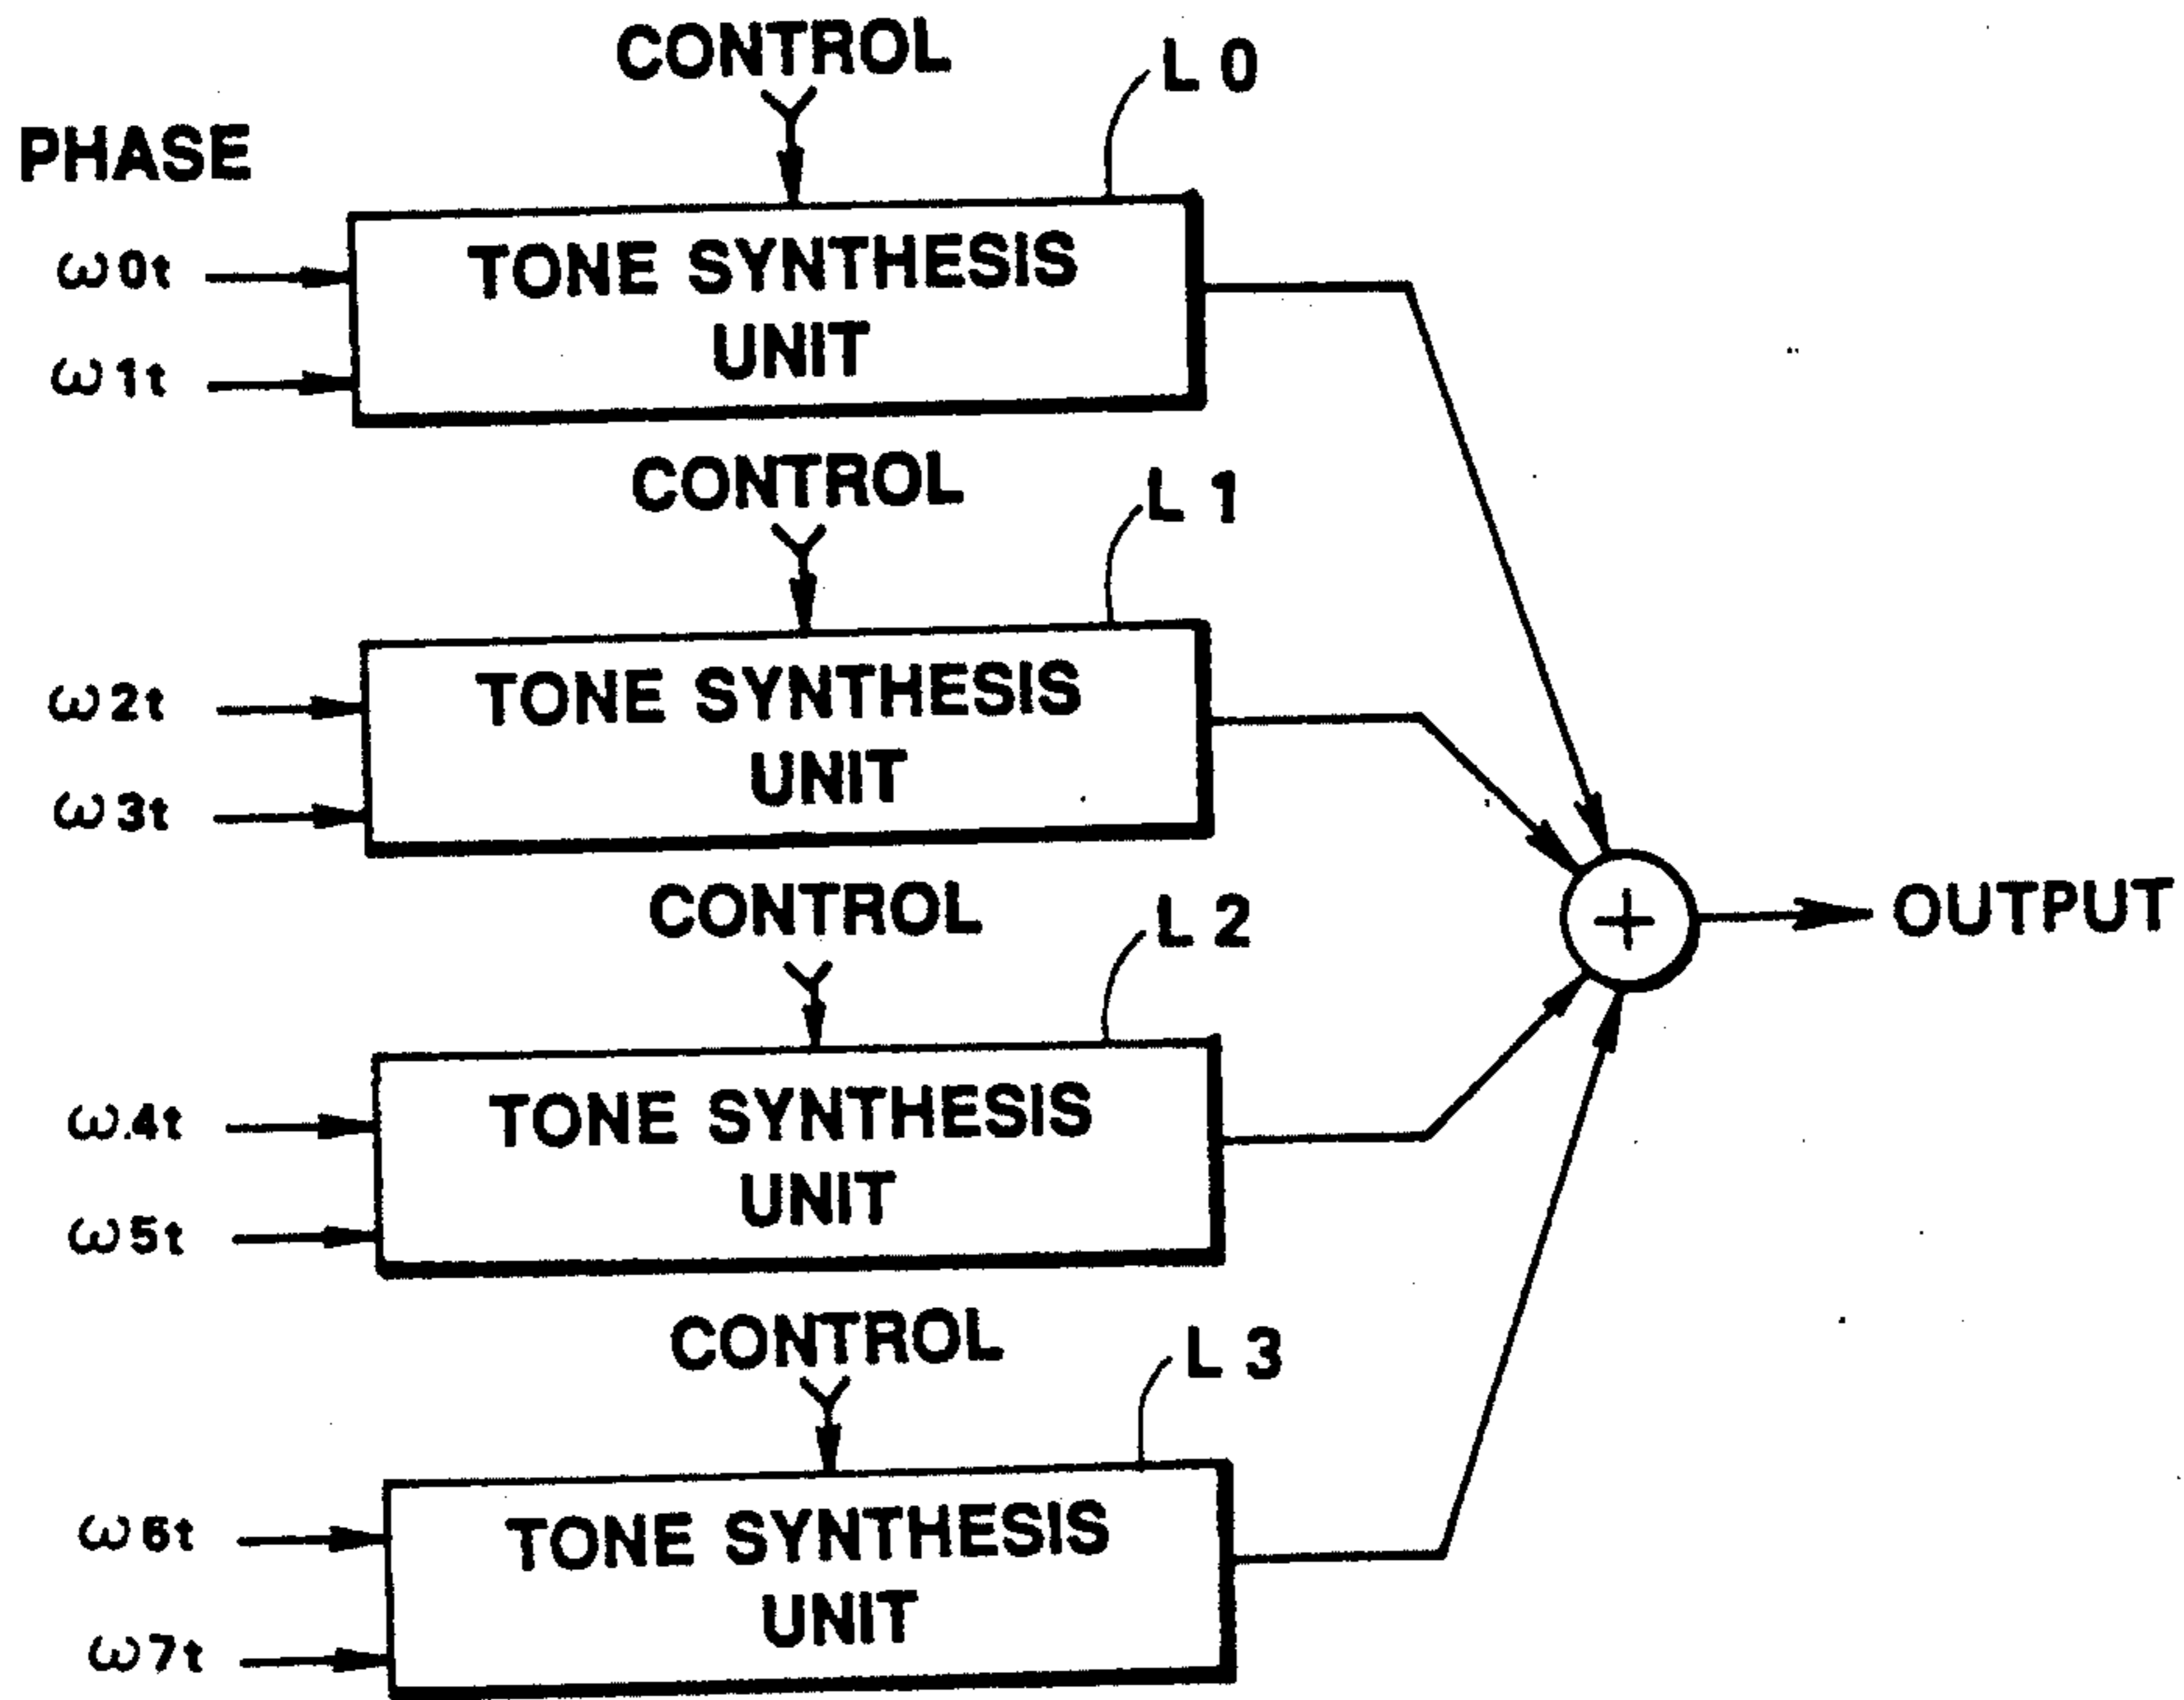 CONTROL
L 0
PHASE
ω0t
TONE SYNTHESIS
UNIT
ω1t
CONTROL
L 1
ω2t
TONE SYNTHESIS
UNIT
ω3t
CONTROL
L 2
+
OUTPUT
ω4t
TONE SYNTHESIS
UNIT
ω5t
CONTROL
L 3
ω6t
TONE SYNTHESIS
UNIT
ω7t